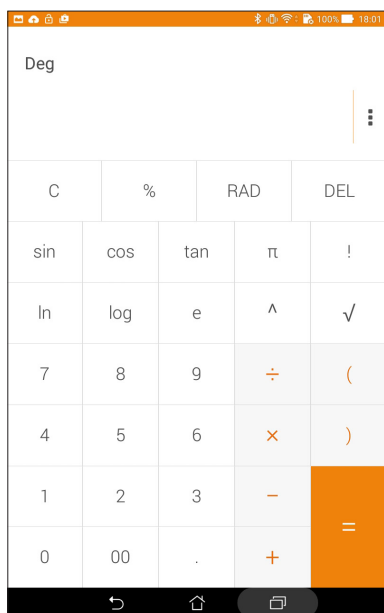 100% 18:01
Deg
C % RAD DEL
sin cos tan π !
ln log e ^ √
7 8 9 ÷ (
4 5 6 × )
1 2 3 −
=
0 00 . +